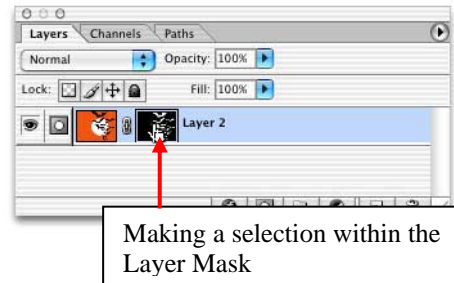 Layers Channels Paths
Normal Opacity: 100%
Lock: Fill: 100%
Layer 2
Making a selection within the
Layer Mask